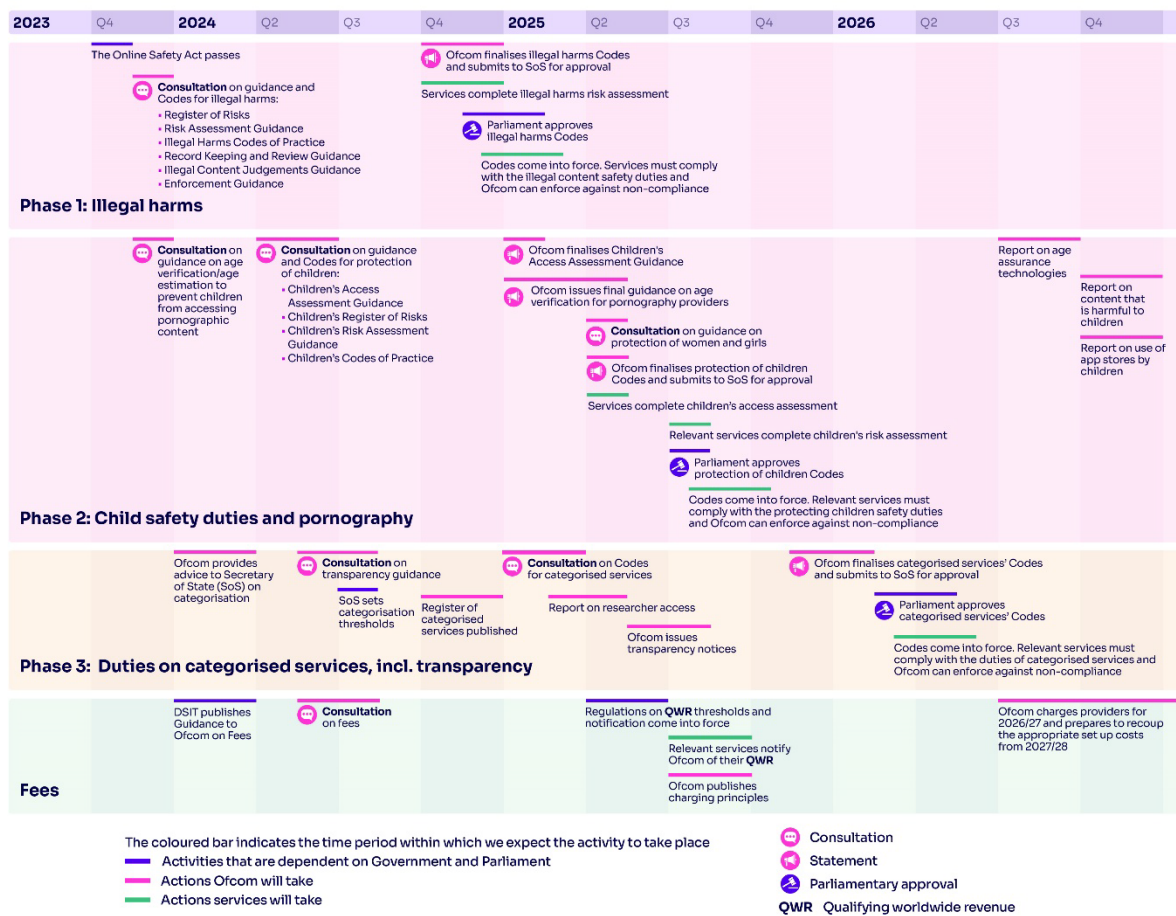 2023 Q4 2024 Q2 Q3 Q4 2025 Q2 Q3 Q4 2026 Q2 Q3 Q4
The Online Safety Act passes
Consultation on guidance and
Codes for illegal harms:
• Register of Risks
• Risk Assessment Guidance
• Illegal Harms Codes of Practice
• Record Keeping and Review Guidance
• Illegal Content Judgements Guidance
• Enforcement Guidance
Ofcom finalises illegal harms Codes
and submits to SoS for approval
Services complete illegal harms risk assessment
Parliament approves
illegal harms Codes
Codes come into force. Services must comply
with the illegal content safety duties and
Ofcom can enforce against non-compliance
Phase 1: Illegal harms
Consultation on
guidance on age
verification/age
estimation to
prevent children
from accessing
pornographic
content
Consultation on guidance
and Codes for protection
of children:
• Children's Access
Assessment Guidance
• Children's Register of Risks
• Children's Risk Assessment
Guidance
• Children's Codes of Practice
Ofcom finalises Children's
Access Assessment Guidance
Ofcom issues final guidance on age
verification for pornography providers
Consultation on guidance on
protection of women and girls
Ofcom finalises protection of children
Codes and submits to SoS for approval
Services complete children's access assessment
Relevant services complete children's risk assessment
Parliament approves
protection of children Codes
Codes come into force. Relevant services must
comply with the protecting children safety duties
and Ofcom can enforce against non-compliance
Report on age
assurance
technologies
Report on
content that
is harmful to
children
Report on use of
app stores by
children
Phase 2: Child safety duties and pornography
Ofcom provides
advice to Secretary
of State (SoS) on
categorisation
Consultation on
transparency guidance
SoS sets
categorisation
thresholds
Register of
categorised
services published
Consultation on Codes
for categorised services
Report on researcher access
Ofcom issues
transparency notices
Ofcom finalises categorised services' Codes
and submits to SoS for approval
Parliament approves
categorised services' Codes
Codes come into force. Relevant services must
comply with the duties of categorised services and
Ofcom can enforce against non-compliance
Phase 3: Duties on categorised services, incl. transparency
DSIT publishes
Guidance to
Ofcom on Fees
Consultation
on fees
Regulations on QWR thresholds and
notification come into force
Relevant services notify
Ofcom of their QWR
Ofcom publishes
charging principles
Ofcom charges providers for
2026/27 and prepares to recoup
the appropriate set up costs
from 2027/28
Fees
The coloured bar indicates the time period within which we expect the activity to take place
Activities that are dependent on Government and Parliament
Actions Ofcom will take
Actions services will take
Consultation
Statement
Parliamentary approval
QWR Qualifying worldwide revenue